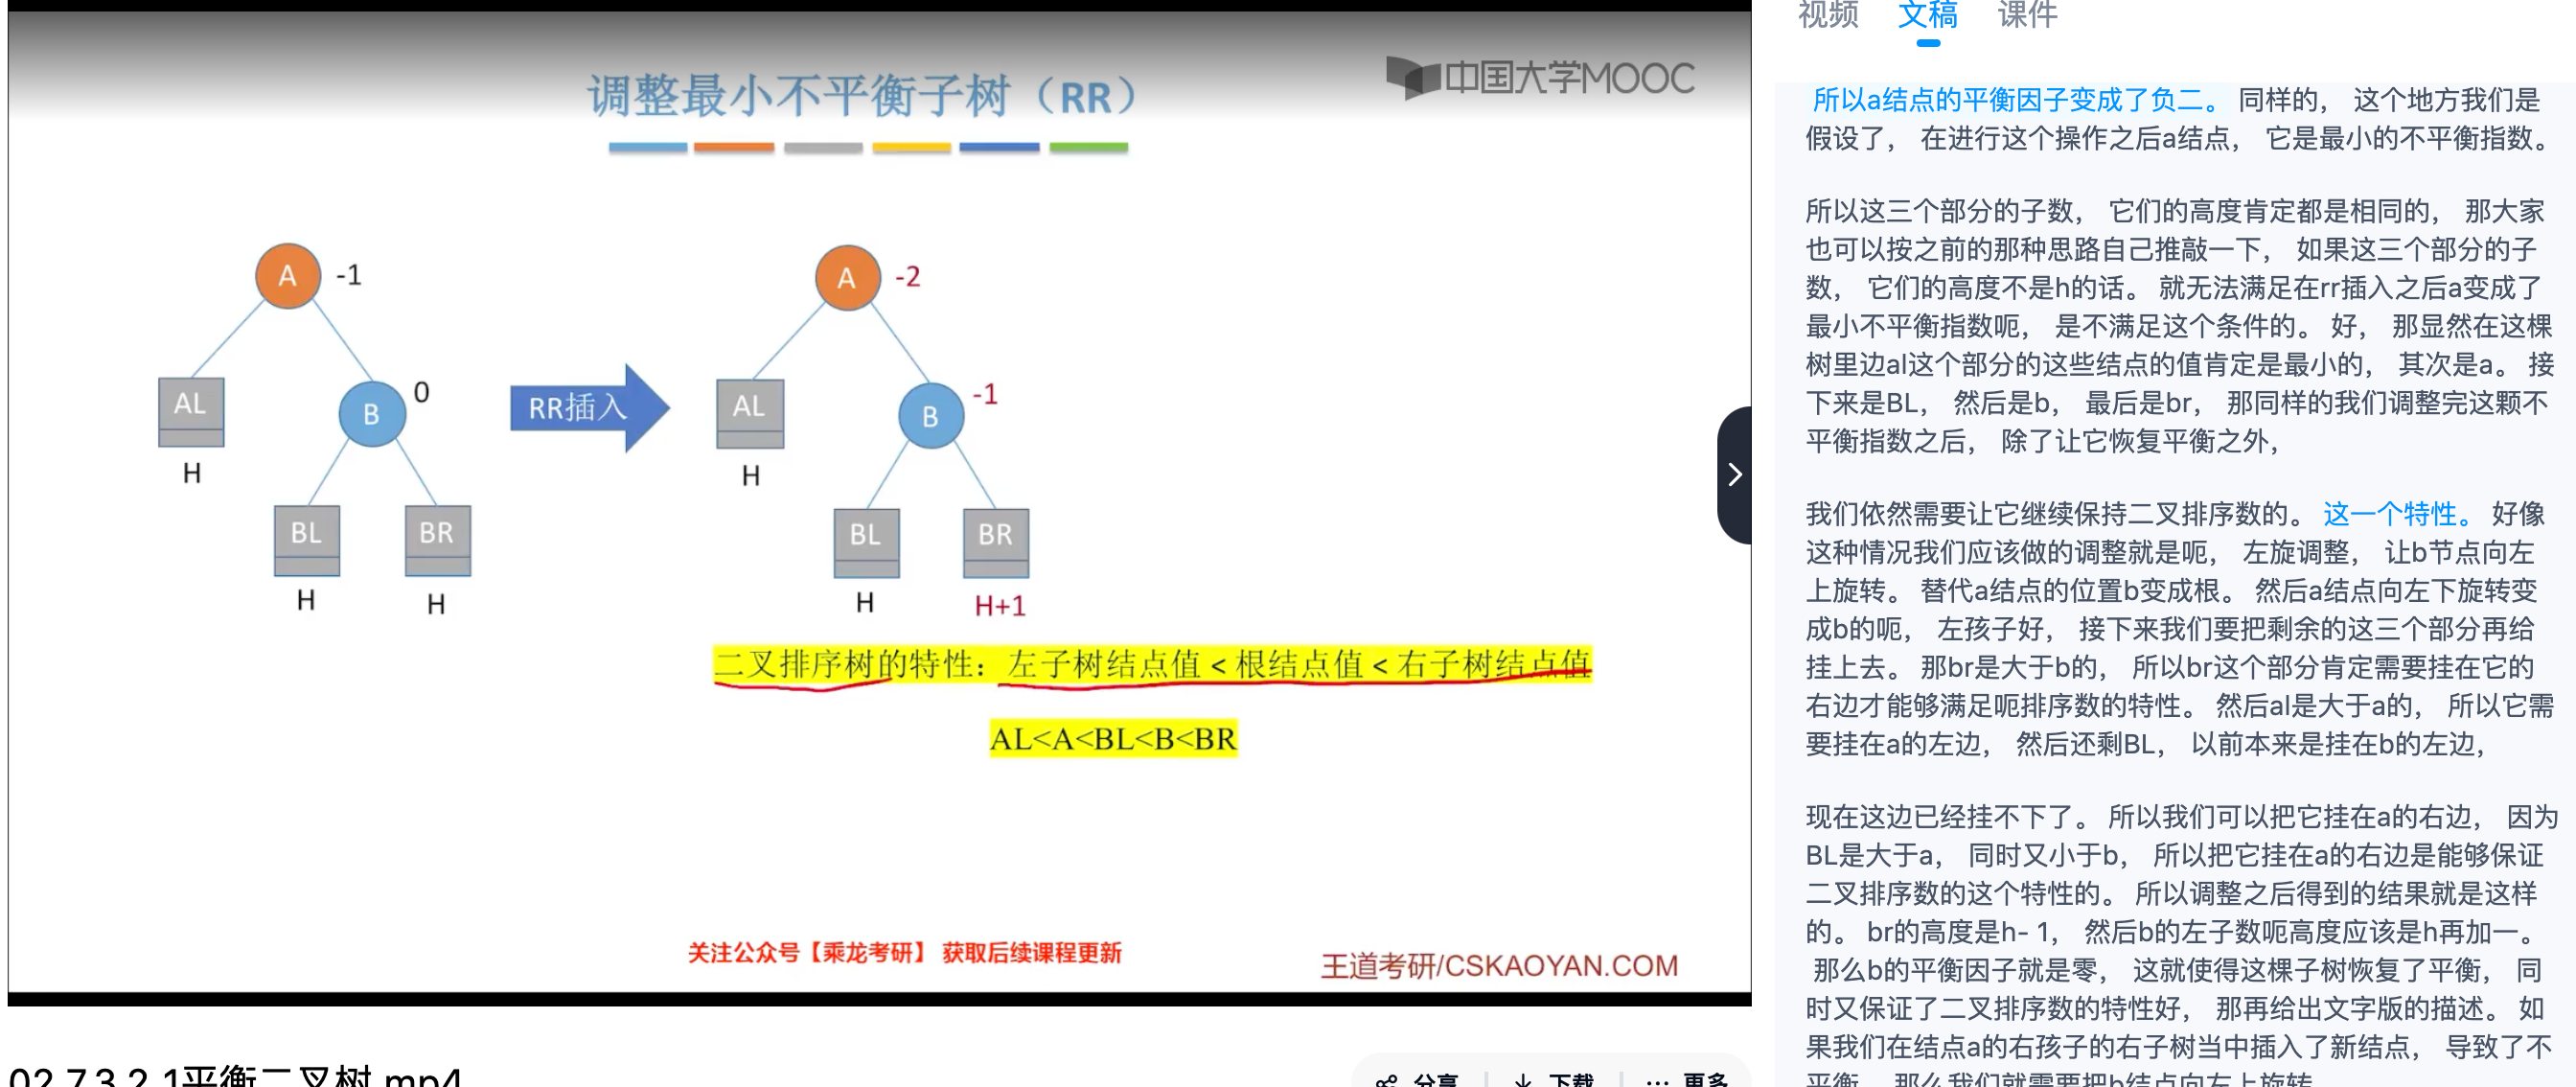 调整最小不平衡子树（RR）
中国大学MOOC
A -1
AL
H
B 0
BL
H
BR
H
RR插入
A -2
AL
H
B -1
BL
H
BR
H+1
二叉排序树的特性：左子树结点值 < 根结点值 < 右子树结点值
AL<A<BL<B<BR
关注公众号【乘龙考研】 获取后续课程更新
王道考研/CSKAOYAN.COM
02.7.3.2_1平衡二叉树.mp4
分享 下载 更多
视频 文稿 课件
所以a结点的平衡因子变成了负二。 同样的， 这个地方我们是
假设了， 在进行这个操作之后a结点， 它是最小的不平衡指数。
所以这三个部分的子数， 它们的高度肯定都是相同的， 那大家
也可以按之前的那种思路自己推敲一下， 如果这三个部分的子
数， 它们的高度不是h的话。 就无法满足在rr插入之后a变成了
最小不平衡指数呃， 是不满足这个条件的。 好， 那显然在这棵
树里边al这个部分的这些结点的值肯定是最小的， 其次是a。 接
下来是BL， 然后是b， 最后是br， 那同样的我们调整完这颗不
平衡指数之后， 除了让它恢复平衡之外，
我们依然需要让它继续保持二叉排序数的。 这一个特性。 好像
这种情况我们应该做的调整就是呃， 左旋调整， 让b节点向左
上旋转。 替代a结点的位置b变成根。 然后a结点向左下旋转变
成b的呃， 左孩子好， 接下来我们要把剩余的这三个部分再给
挂上去。 那br是大于b的， 所以br这个部分肯定需要挂在它的
右边才能够满足呃排序数的特性。 然后al是大于a的， 所以它需
要挂在a的左边， 然后还剩BL， 以前本来是挂在b的左边，
现在这边已经挂不下了。 所以我们可以把它挂在a的右边， 因为
BL是大于a， 同时又小于b， 所以把它挂在a的右边是能够保证
二叉排序数的这个特性的。 所以调整之后得到的结果就是这样
的。 br的高度是h- 1， 然后b的左子数呃高度应该是h再加一。
那么b的平衡因子就是零， 这就使得这棵子树恢复了平衡， 同
时又保证了二叉排序数的特性好， 那再给出文字版的描述。 如
果我们在结点a的右孩子的右子树当中插入了新结点， 导致了不
平衡， 那么我们就需要把b结点向左上旋转